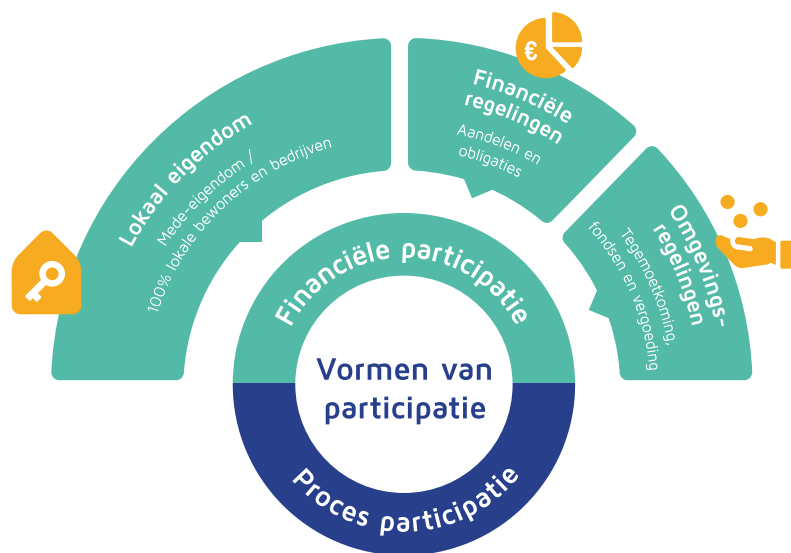 Lokaal eigendom
Mede-eigendom /
100% lokale bewoners en bedrijven
€
Financiële
regelingen
Aandelen en
obligaties
Omgevings-
regelingen
Tegemoetkoming,
fondsen en vergoeding
Financiële participatie
Vormen van
participatie
Proces participatie